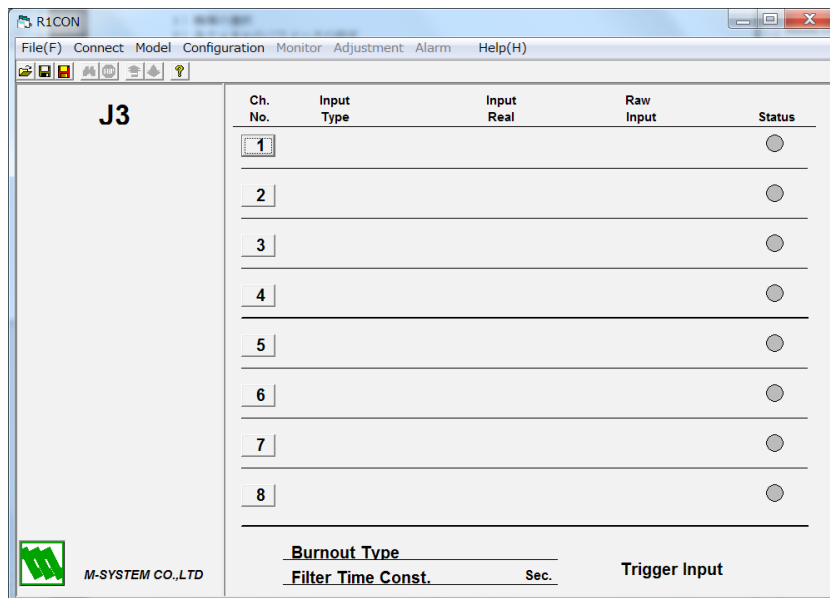 R1CON
File(F) Connect Model Configuration Monitor Adjustment Alarm Help(H)
J3
Ch. Input Input Raw
No. Type Real Input Status
1
2
3
4
5
6
7
8
Burnout Type
Filter Time Const. Sec.
Trigger Input
M-SYSTEM CO.,LTD